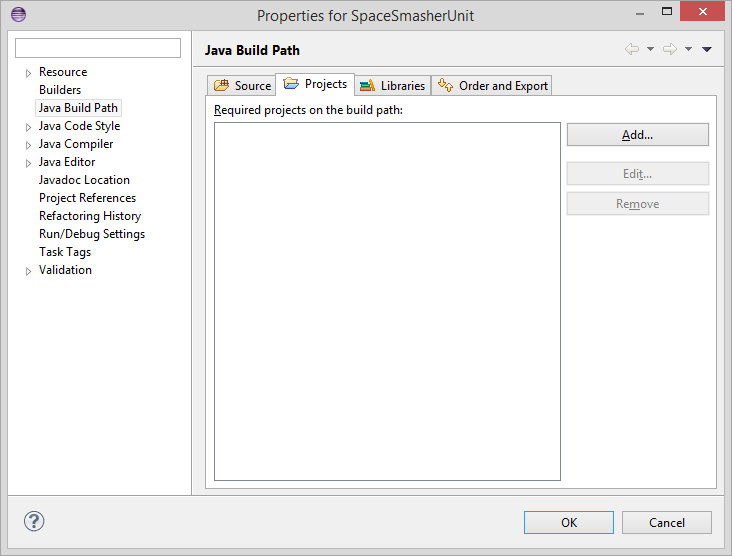 Properties for SpaceSmasherUnit
Resource
Builders
Java Build Path
Java Code Style
Java Compiler
Java Editor
Javadoc Location
Project References
Refactoring History
Run/Debug Settings
Task Tags
Validation
Java Build Path
Source Projects Libraries Order and Export
Required projects on the build path:
Add...
Edit...
Remove
OK Cancel